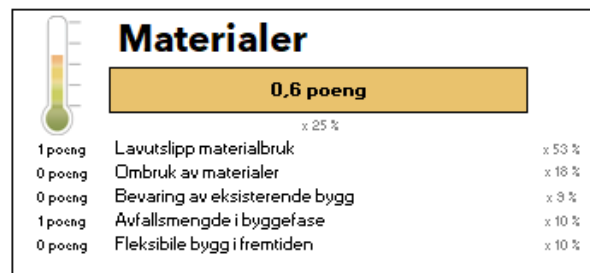 Materialer
0,6 poeng
x 25 %
1 poeng Lavutslipp materialbruk x 53 %
0 poeng Ombruk av materialer x 18 %
0 poeng Bevaring av eksisterende bygg x 9 %
1 poeng Avfallsmengde i byggefase x 10 %
0 poeng Fleksibile bygg i fremtiden x 10 %